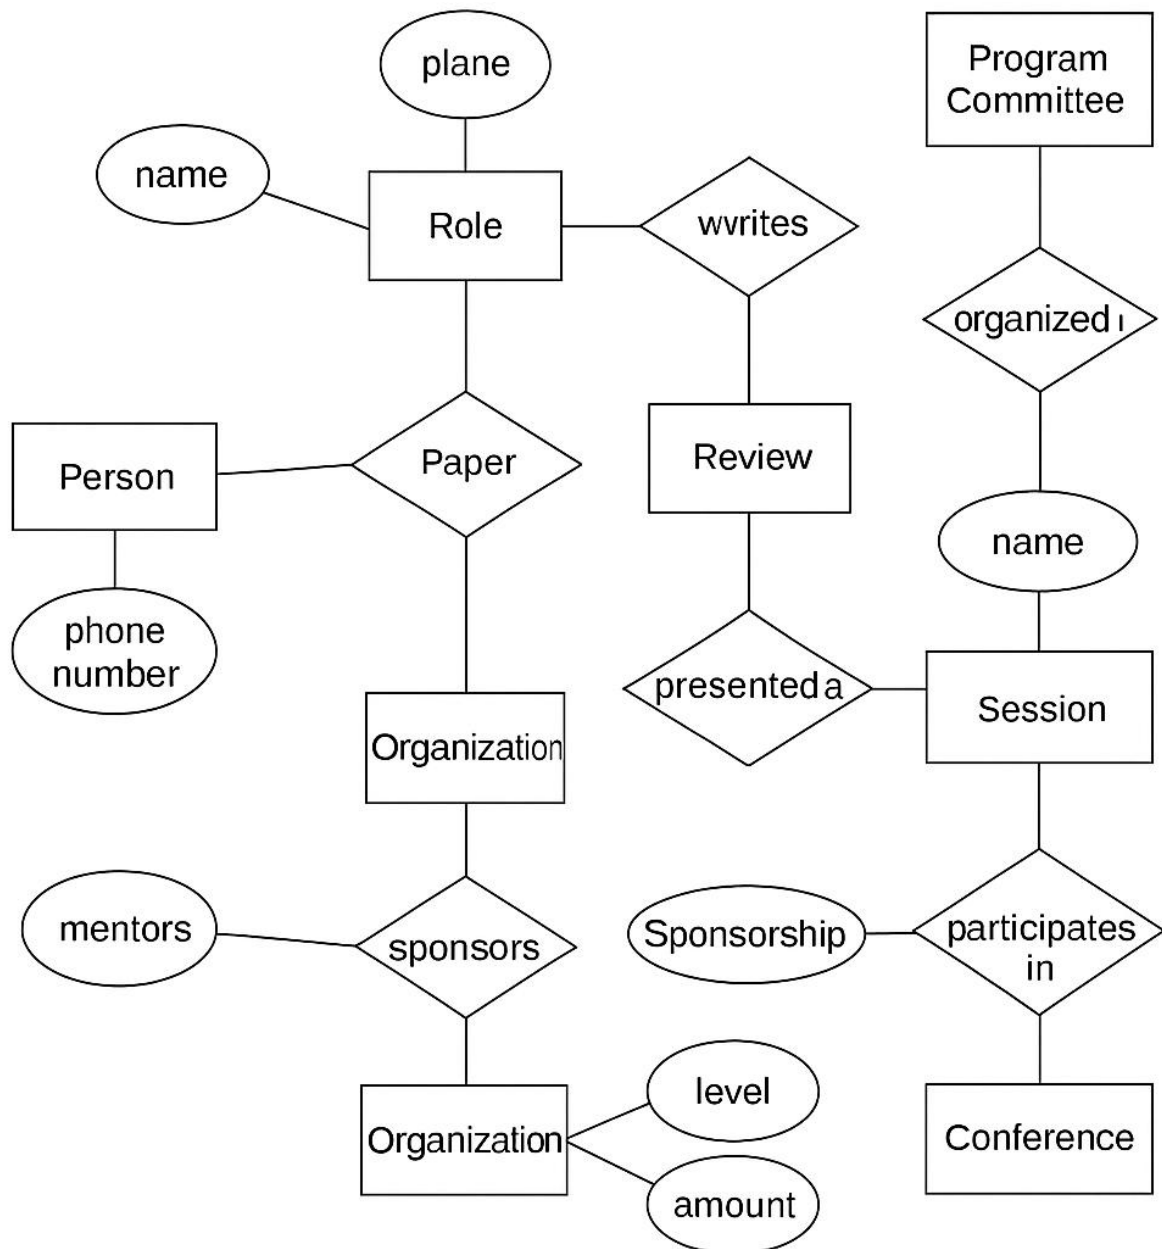 plane
Program
Committee
name
Role
wvrites
organized ı
Person
Paper
Review
name
phone
number
presented a
Session
Organization
mentors
sponsors
Sponsorship
participates
in
level
Organization
Conference
amount